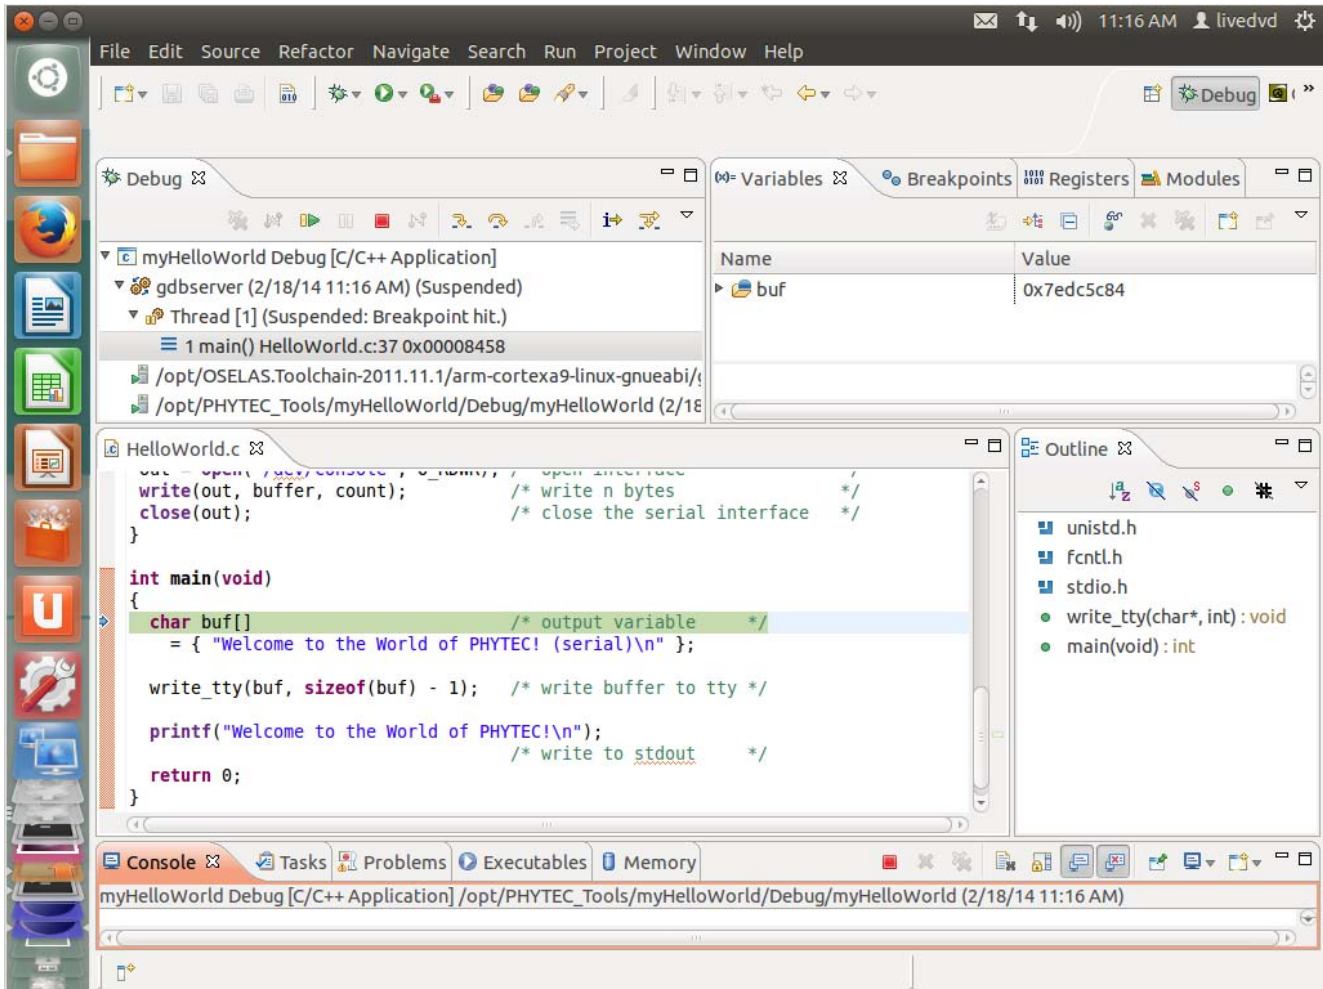 11:16 AM livedvd
File Edit Source Refactor Navigate Search Run Project Window Help
Debug
Debug
(x)= Variables Breakpoints Registers Modules
myHelloWorld Debug [C/C++ Application]
gdbserver (2/18/14 11:16 AM) (Suspended)
Thread [1] (Suspended: Breakpoint hit.)
1 main() HelloWorld.c:37 0x00008458
/opt/OSELAS.Toolchain-2011.11.1/arm-cortexa9-linux-gnueabi/
/opt/PHYTEC_Tools/myHelloWorld/Debug/myHelloWorld (2/18
Name Value
buf 0x7edc5c84
HelloWorld.c
out = open("/dev/console", O_RDWR); /* open interface */
write(out, buffer, count); /* write n bytes */
close(out); /* close the serial interface */
}
int main(void)
{
char buf[] /* output variable */
= { "Welcome to the World of PHYTEC! (serial)\n" };
write_tty(buf, sizeof(buf) - 1); /* write buffer to tty */
printf("Welcome to the World of PHYTEC!\n");
/* write to stdout */
return 0;
}
Outline
unistd.h
fcntl.h
stdio.h
write_tty(char*, int) : void
main(void) : int
Console Tasks Problems Executables Memory
myHelloWorld Debug [C/C++ Application] /opt/PHYTEC_Tools/myHelloWorld/Debug/myHelloWorld (2/18/14 11:16 AM)